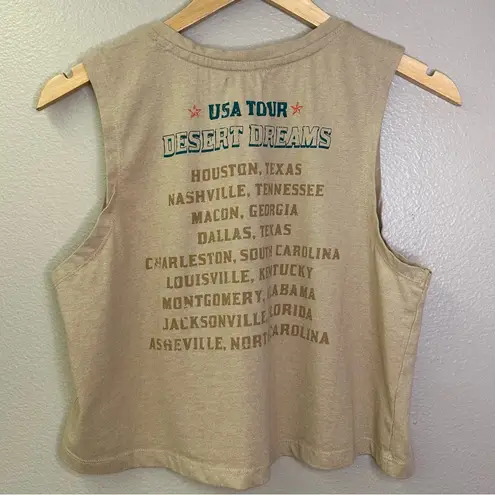 USA TOUR
DESERT DREAMS
HOUSTON, TEXAS
NASHVILLE, TENNESSEE
MACON, GEORGIA
DALLAS, TEXAS
CHARLESTON, SOUTH CAROLINA
LOUISVILLE, KENTUCKY
MONTGOMERY, ALABAMA
JACKSONVILLE, FLORIDA
ASHEVILLE, NORTH CAROLINA